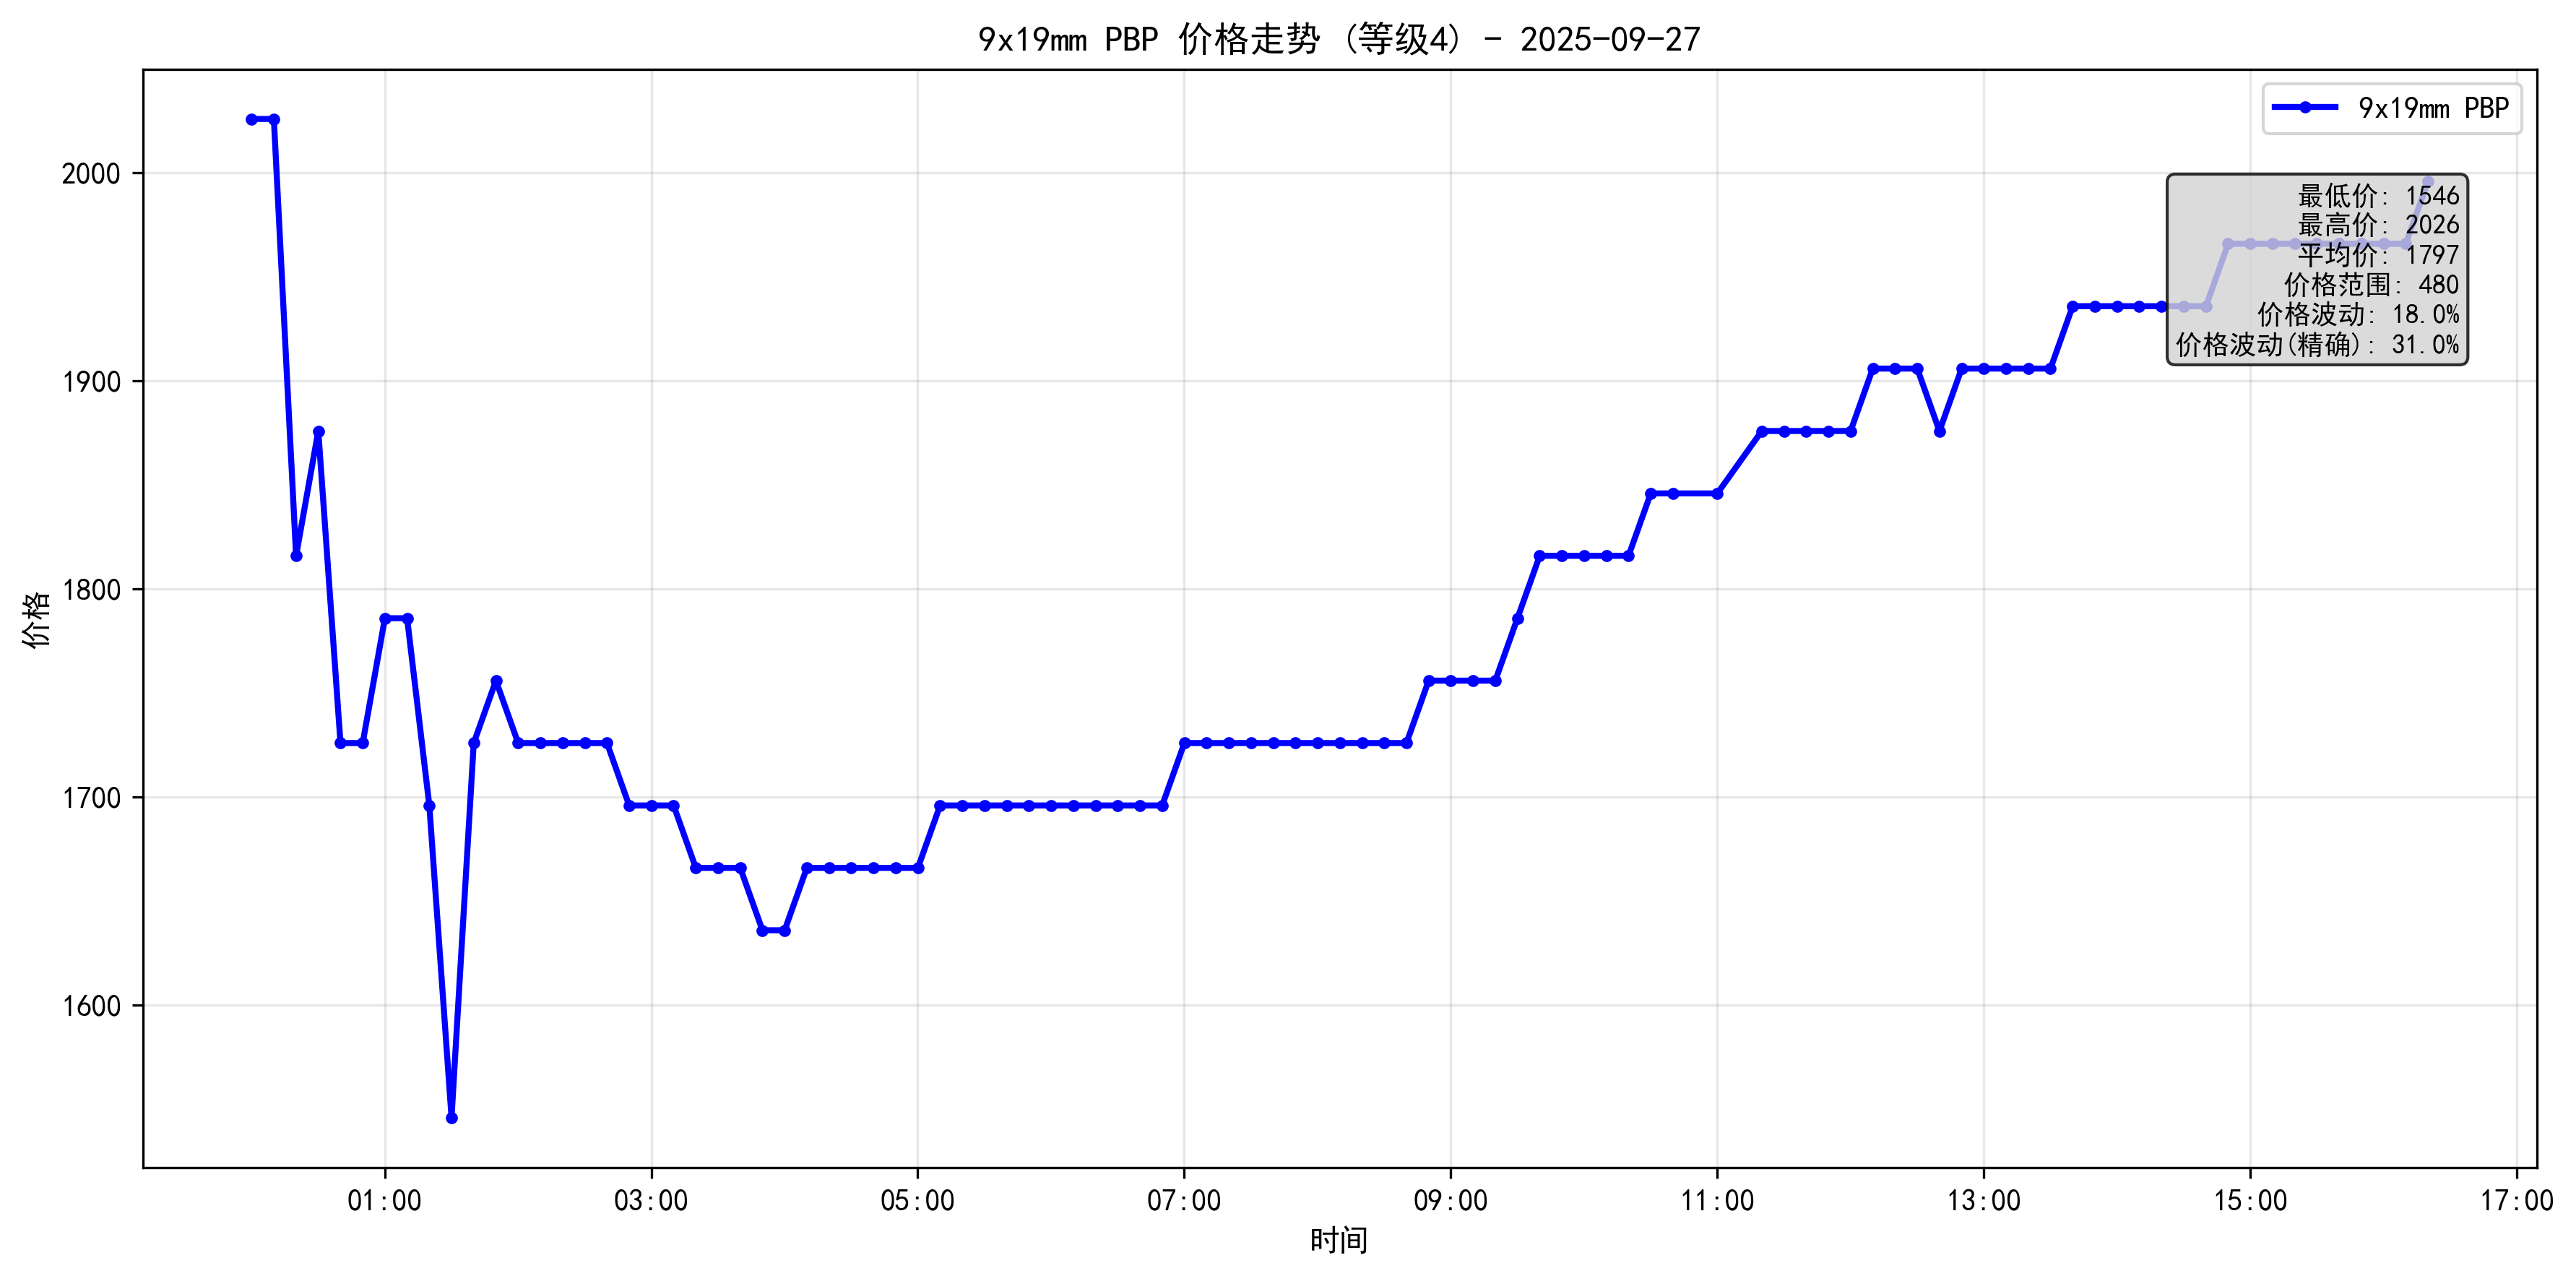 9x19mm PBP 价格走势 (等级4) - 2025-09-27
9x19mm PBP
最低价: 1546
最高价: 2026
平均价: 1797
价格范围: 480
价格波动: 18.0%
价格波动(精确): 31.0%
价格
2000
1900
1800
1700
1600
01:00 03:00 05:00 07:00 09:00 11:00 13:00 15:00 17:00
时间